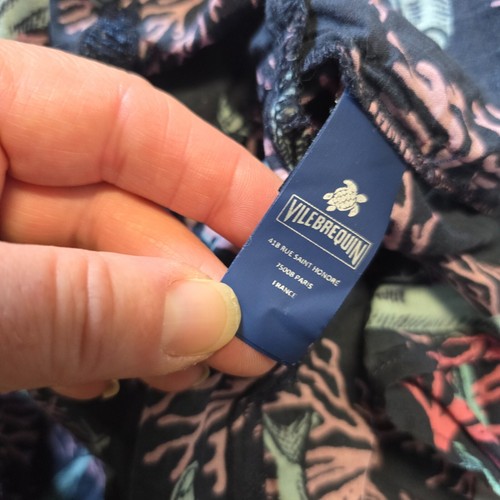 VILEBREQUIN
418 RUE SAINT HONORE
75008 PARIS
FRANCE